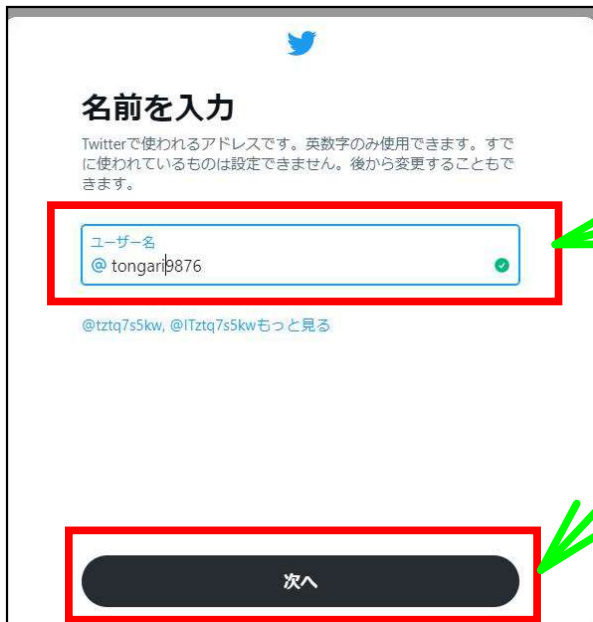 名前を入力
Twitterで使われるアドレスです。英数字のみ使用できます。すで
に使われているものは設定できません。後から変更することもで
きます。
ユーザー名
@ tongari9876
@tztq7s5kw, @ITztq7s5kwもっと見る
次へ